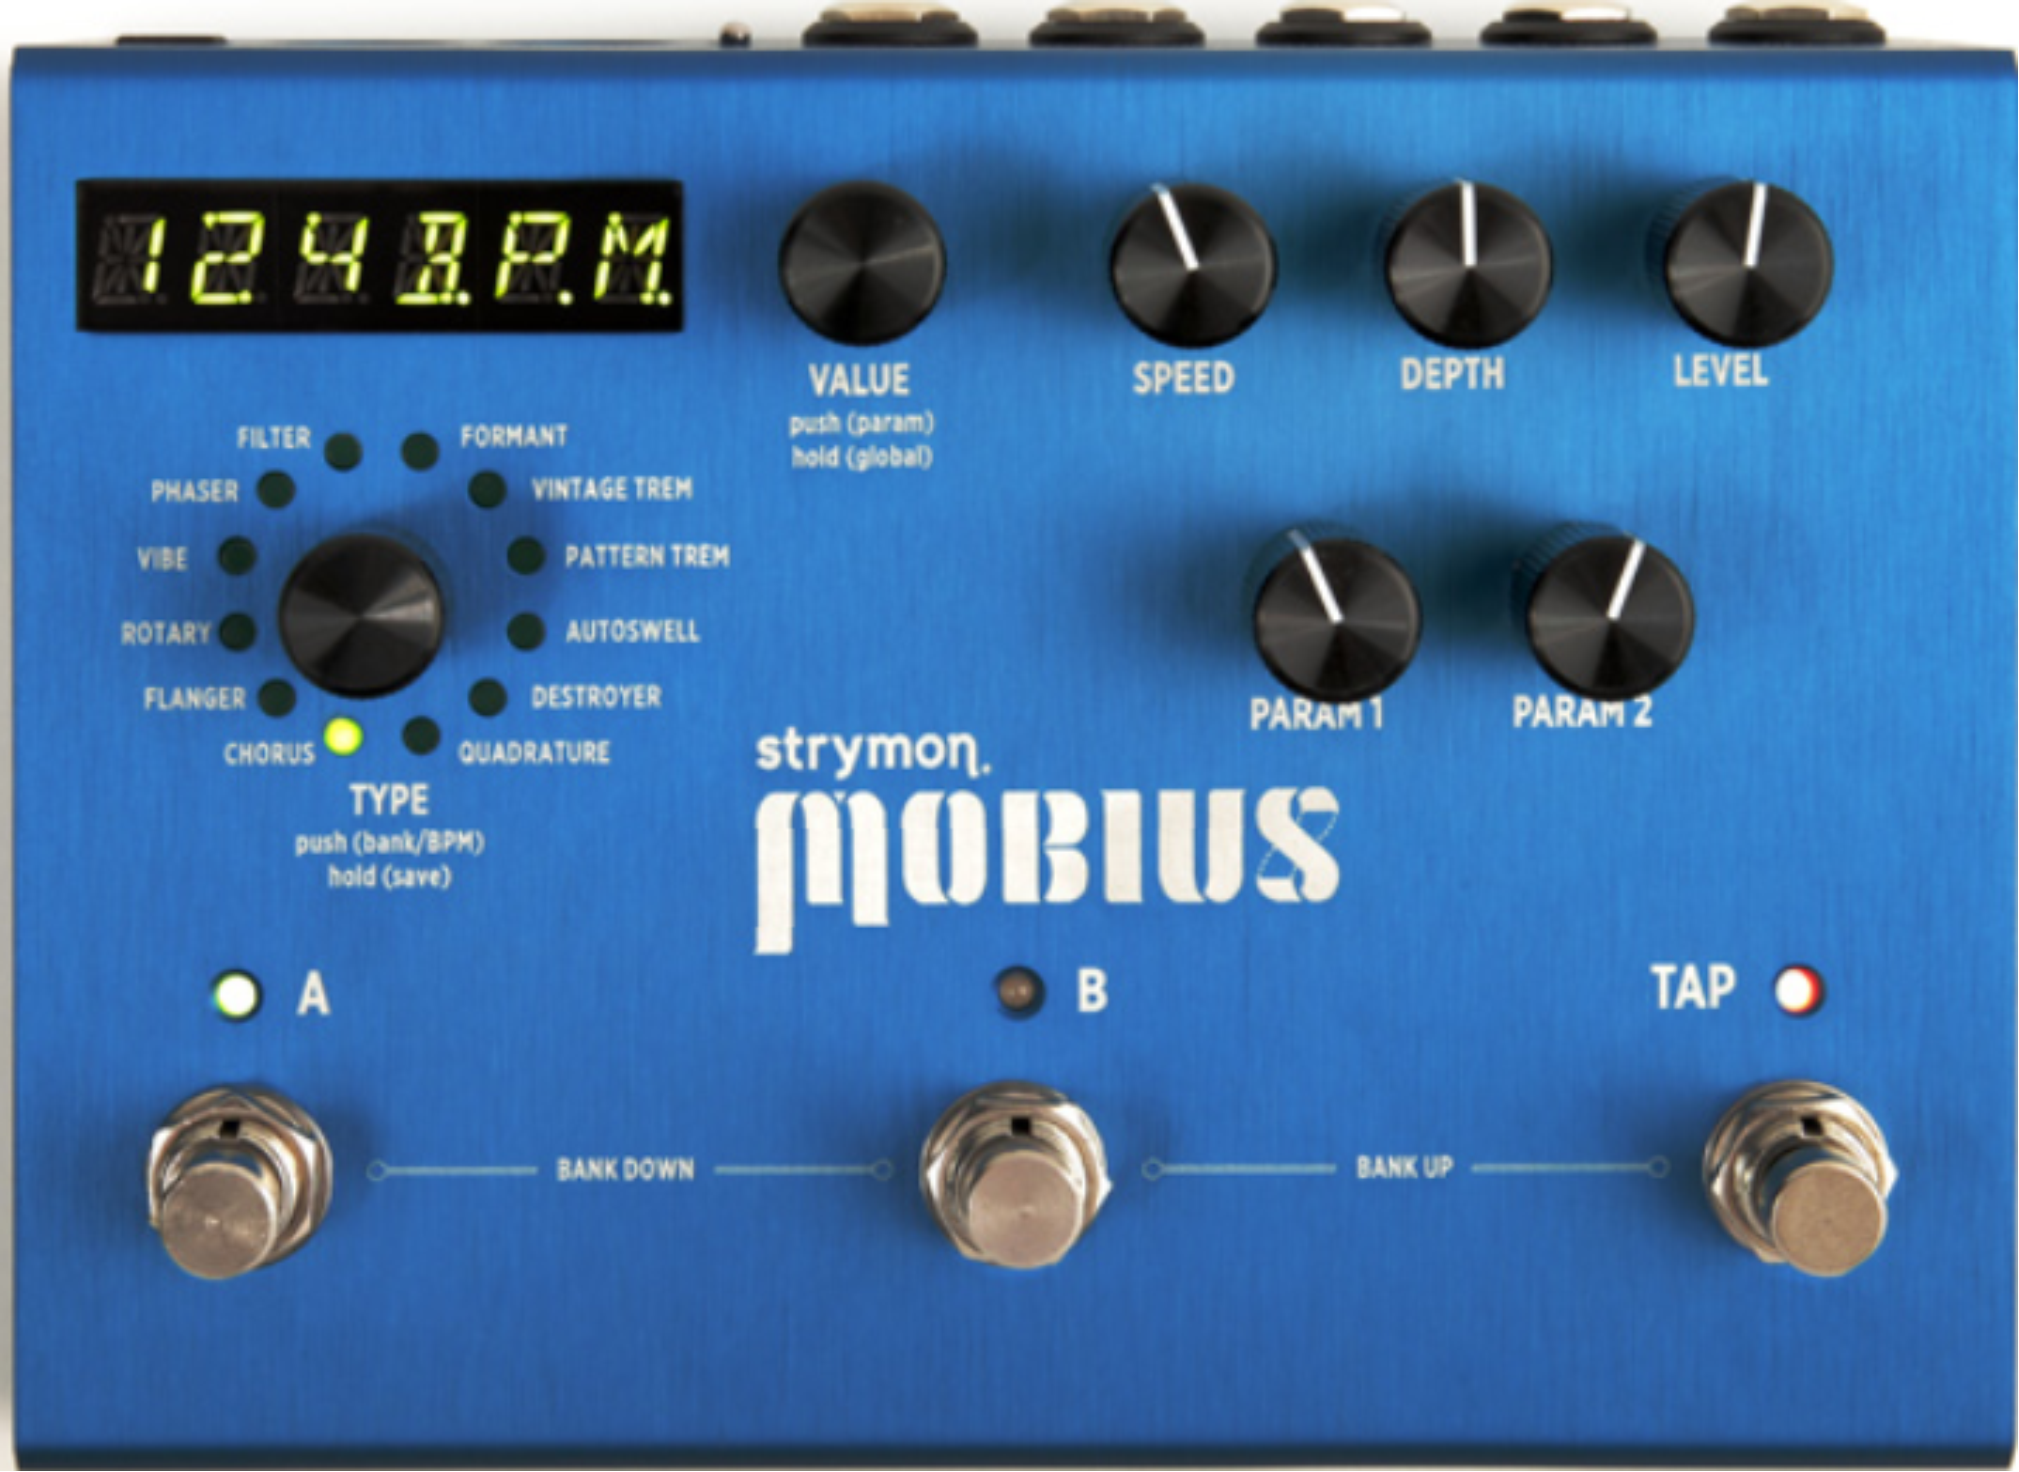 124B.P.M.
VALUE
push (param)
hold (global)
SPEED
DEPTH
LEVEL
FILTER
FORMANT
PHASER
VINTAGE TREM
VIBE
PATTERN TREM
ROTARY
AUTOSWELL
FLANGER
DESTROYER
CHORUS
QUADRATURE
TYPE
push (bank/BPM)
hold (save)
PARAM 1
PARAM 2
strymon.
MOBIUS
A
B
TAP
BANK DOWN
BANK UP